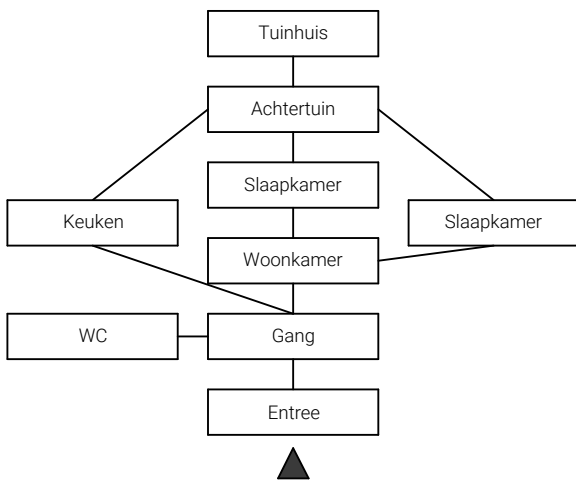 Tuinhuis
Achtertuin
Slaapkamer
Keuken
Slaapkamer
Woonkamer
WC
Gang
Entree